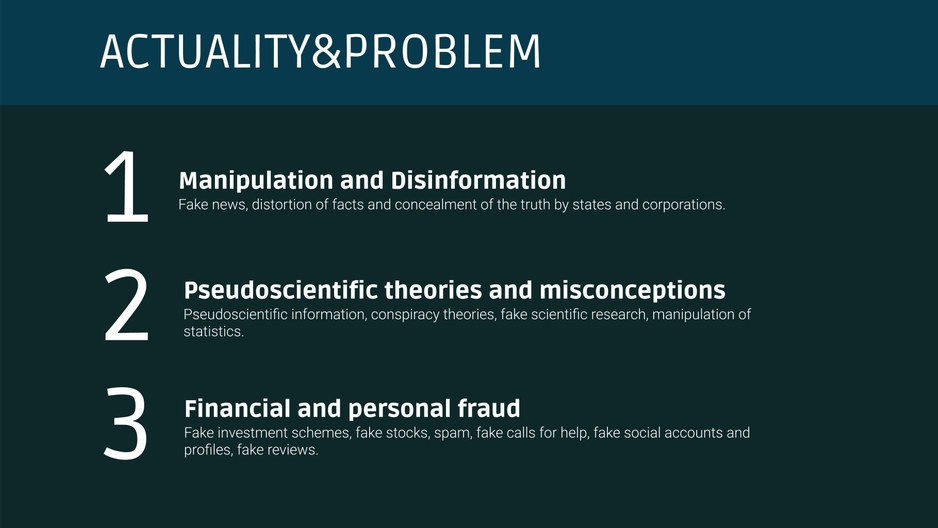 ACTUALITY&PROBLEM
1
Manipulation and Disinformation
Fake news, distortion of facts and concealment of the truth by states and corporations.
2
Pseudoscientific theories and misconceptions
Pseudoscientific information, conspiracy theories, fake scientific research, manipulation of
statistics.
3
Financial and personal fraud
Fake investment schemes, fake stocks, spam, fake calls for help, fake social accounts and
profiles, fake reviews.